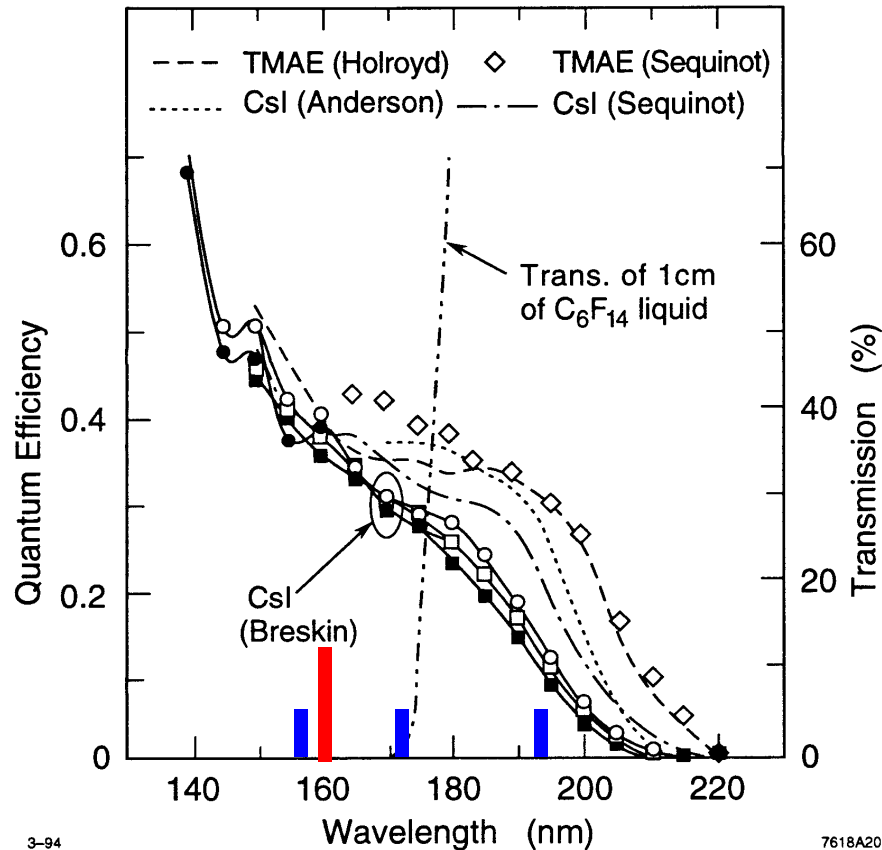 TMAE (Holroyd)
TMAE (Sequinot)
CsI (Anderson)
CsI (Sequinot)
0.6
60
Trans. of 1cm
of C₆F₁₄ liquid
Quantum Efficiency
Transmission (%)
0.4
40
0.2
20
CsI
(Breskin)
0
0
140 160 180 200 220
Wavelength (nm)
3–94
7618A20